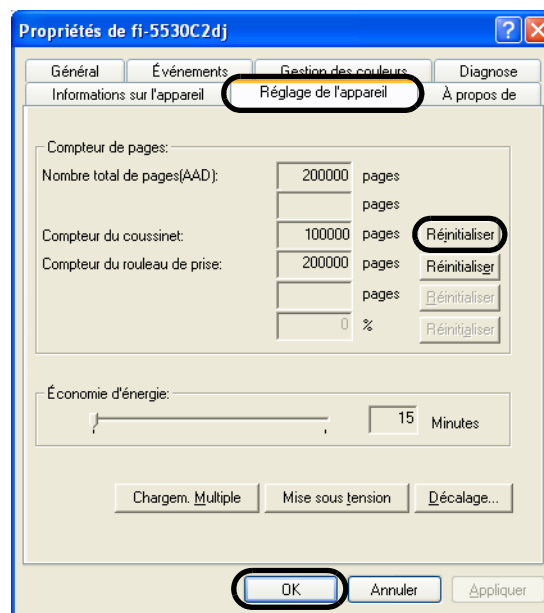 Propriétés de fi-5530C2dj
Général Événements Gestion des couleurs Diagnose
Informations sur l'appareil Réglage de l'appareil À propos de
Compteur de pages:
Nombre total de pages(AAD): 200000 pages
pages
Compteur du coussinet: 100000 pages Réinitialiser
Compteur du rouleau de prise: 200000 pages Réinitialiser
pages Réinitialiser
0 % Réinitialiser
Économie d'énergie:
15 Minutes
Chargem. Multiple Mise sous tension Décalage...
OK Annuler Appliquer